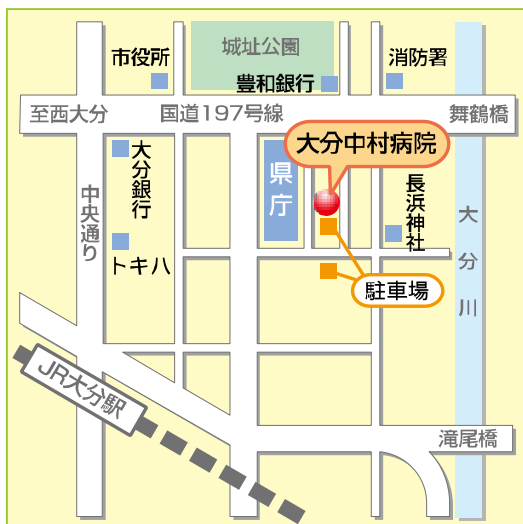 城址公園
市役所
消防署
豊和銀行
至西大分
国道197号線
舞鶴橋
大分中村病院
大分銀行
県庁
長浜神社
中央通り
大分川
トキハ
駐車場
JR大分駅
滝尾橋